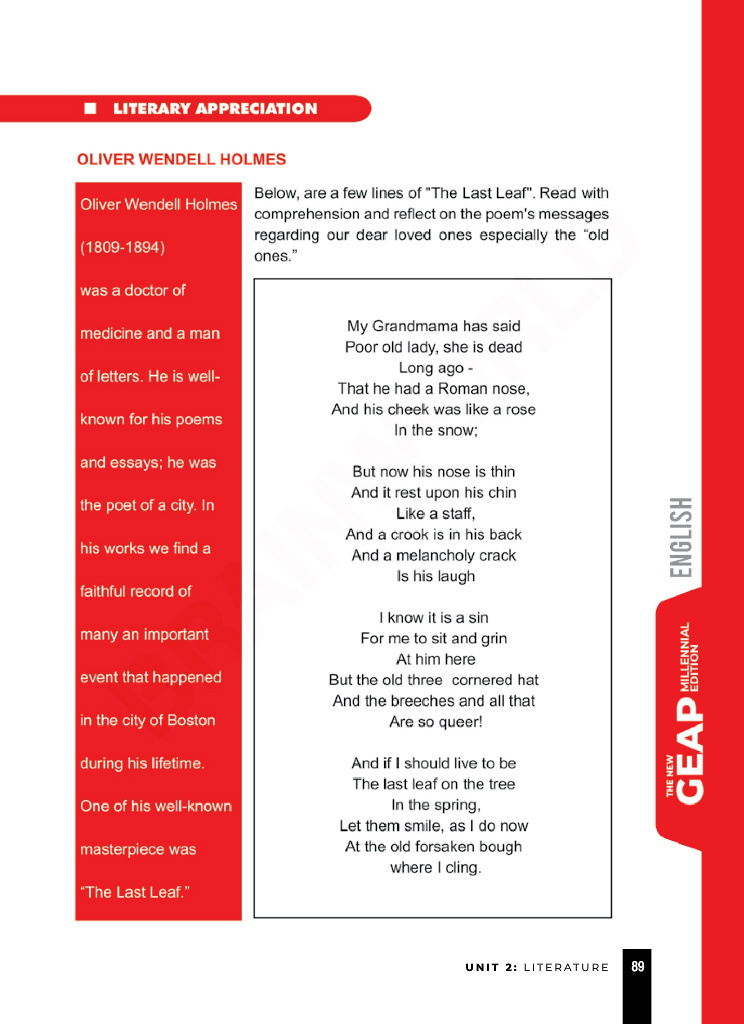 LITERARY APPRECIATION
OLIVER WENDELL HOLMES
Oliver Wendell Holmes
(1809-1894)
was a doctor of
medicine and a man
of letters. He is well-
known for his poems
and essays; he was
the poet of a city. In
his works we find a
faithful record of
many an important
event that happened
in the city of Boston
during his lifetime.
One of his well-known
masterpiece was
“The Last Leaf.”
Below, are a few lines of "The Last Leaf". Read with
comprehension and reflect on the poem's messages
regarding our dear loved ones especially the “old
ones.”
My Grandmama has said
Poor old lady, she is dead
Long ago -
That he had a Roman nose,
And his cheek was like a rose
In the snow;
But now his nose is thin
And it rest upon his chin
Like a staff,
And a crook is in his back
And a melancholy crack
Is his laugh
I know it is a sin
For me to sit and grin
At him here
But the old three cornered hat
And the breeches and all that
Are so queer!
And if I should live to be
The last leaf on the tree
In the spring,
Let them smile, as I do now
At the old forsaken bough
where I cling.
ENGLISH
THE NEW
GEAP
MILLENNIAL
EDITION
UNIT 2: LITERATURE 89